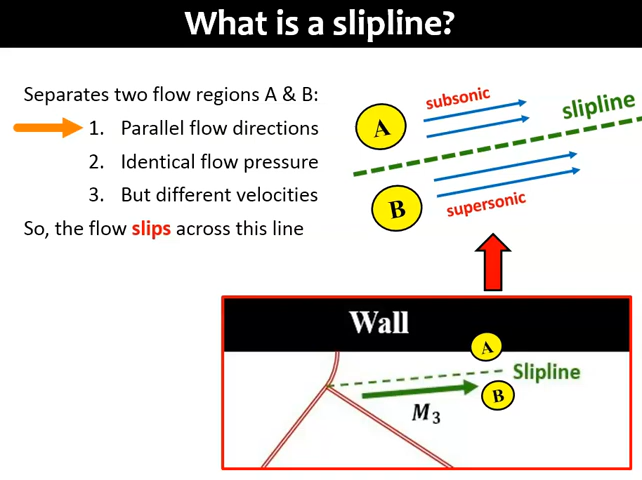 What is a slipline?
Separates two flow regions A & B:
1. Parallel flow directions
2. Identical flow pressure
3. But different velocities
So, the flow slips across this line
A
subsonic
slipline
B
supersonic
Wall
A
Slipline
B
M₃